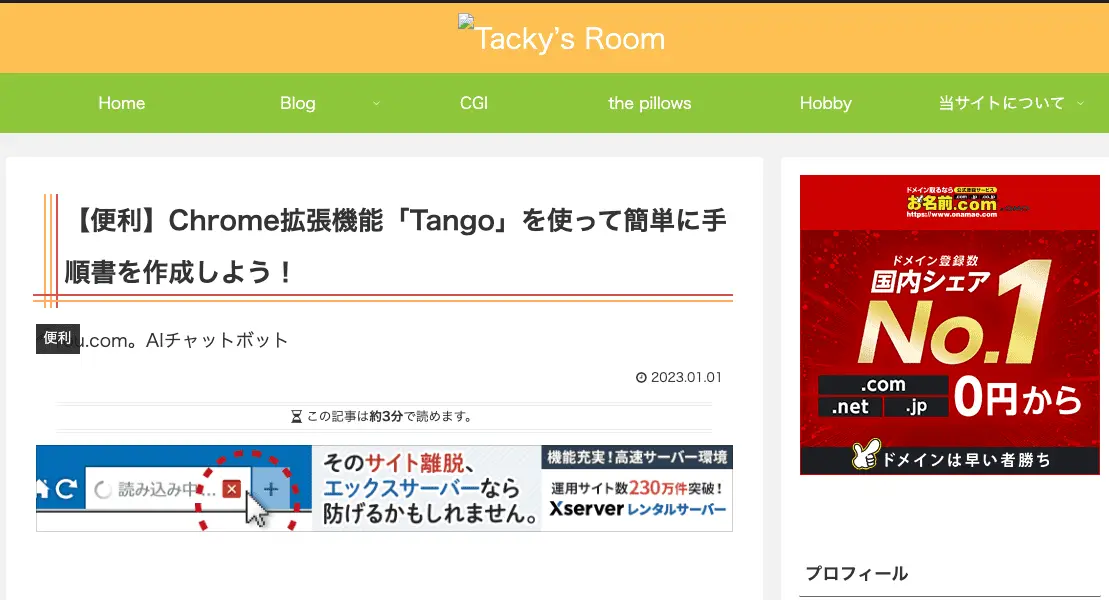 Tacky's Room
Home
Blog
CGI
the pillows
Hobby
当サイトについて
【便利】Chrome拡張機能「Tango」を使って簡単に手
順書を作成しよう！
便利
u.com。AIチャットボット
2023.01.01
この記事は約3分で読めます。
読み込み中...
そのサイト離脱、
エックスサーバーなら
防げるかもしれません。
機能充実！高速サーバー環境
運用サイト数230万件突破！
Xserver レンタルサーバー
ドメイン取るなら 公式登録サービス
お名前.com
https://www.onamae.com
ドメイン登録数
国内シェア
No.1
.com
.net
.jp
0円から
ドメインは早い者勝ち
プロフィール